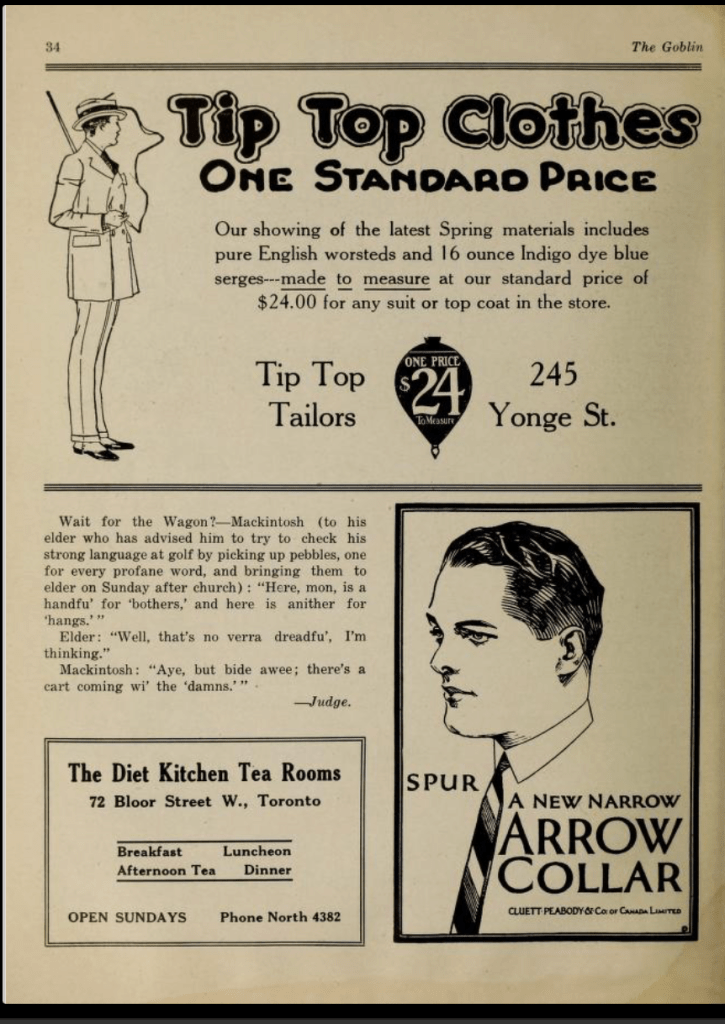 34
The Goblin
Tip Top Clothes
ONE STANDARD PRICE
Our showing of the latest Spring materials includes
pure English worsteds and 16 ounce Indigo dye blue
serges---made to measure at our standard price of
$24.00 for any suit or top coat in the store.
Tip Top
Tailors
ONE PRICE
$24
To Measure
245
Yonge St.
Wait for the Wagon?—Mackintosh (to his
elder who has advised him to try to check his
strong language at golf by picking up pebbles, one
for every profane word, and bringing them to
elder on Sunday after church) : “Here, mon, is a
handfu’ for ‘bothers,’ and here is anither for
‘hangs.’ ”
Elder: “Well, that’s no verra dreadfu’, I’m
thinking.”
Mackintosh: “Aye, but bide awee; there’s a
cart coming wi’ the ‘damns.’ ”
—Judge.
The Diet Kitchen Tea Rooms
72 Bloor Street W., Toronto
Breakfast Luncheon
Afternoon Tea Dinner
OPEN SUNDAYS Phone North 4382
SPUR
A NEW NARROW
ARROW
COLLAR
CLUETT·PEABODY & Co: OF CANADA LIMITED